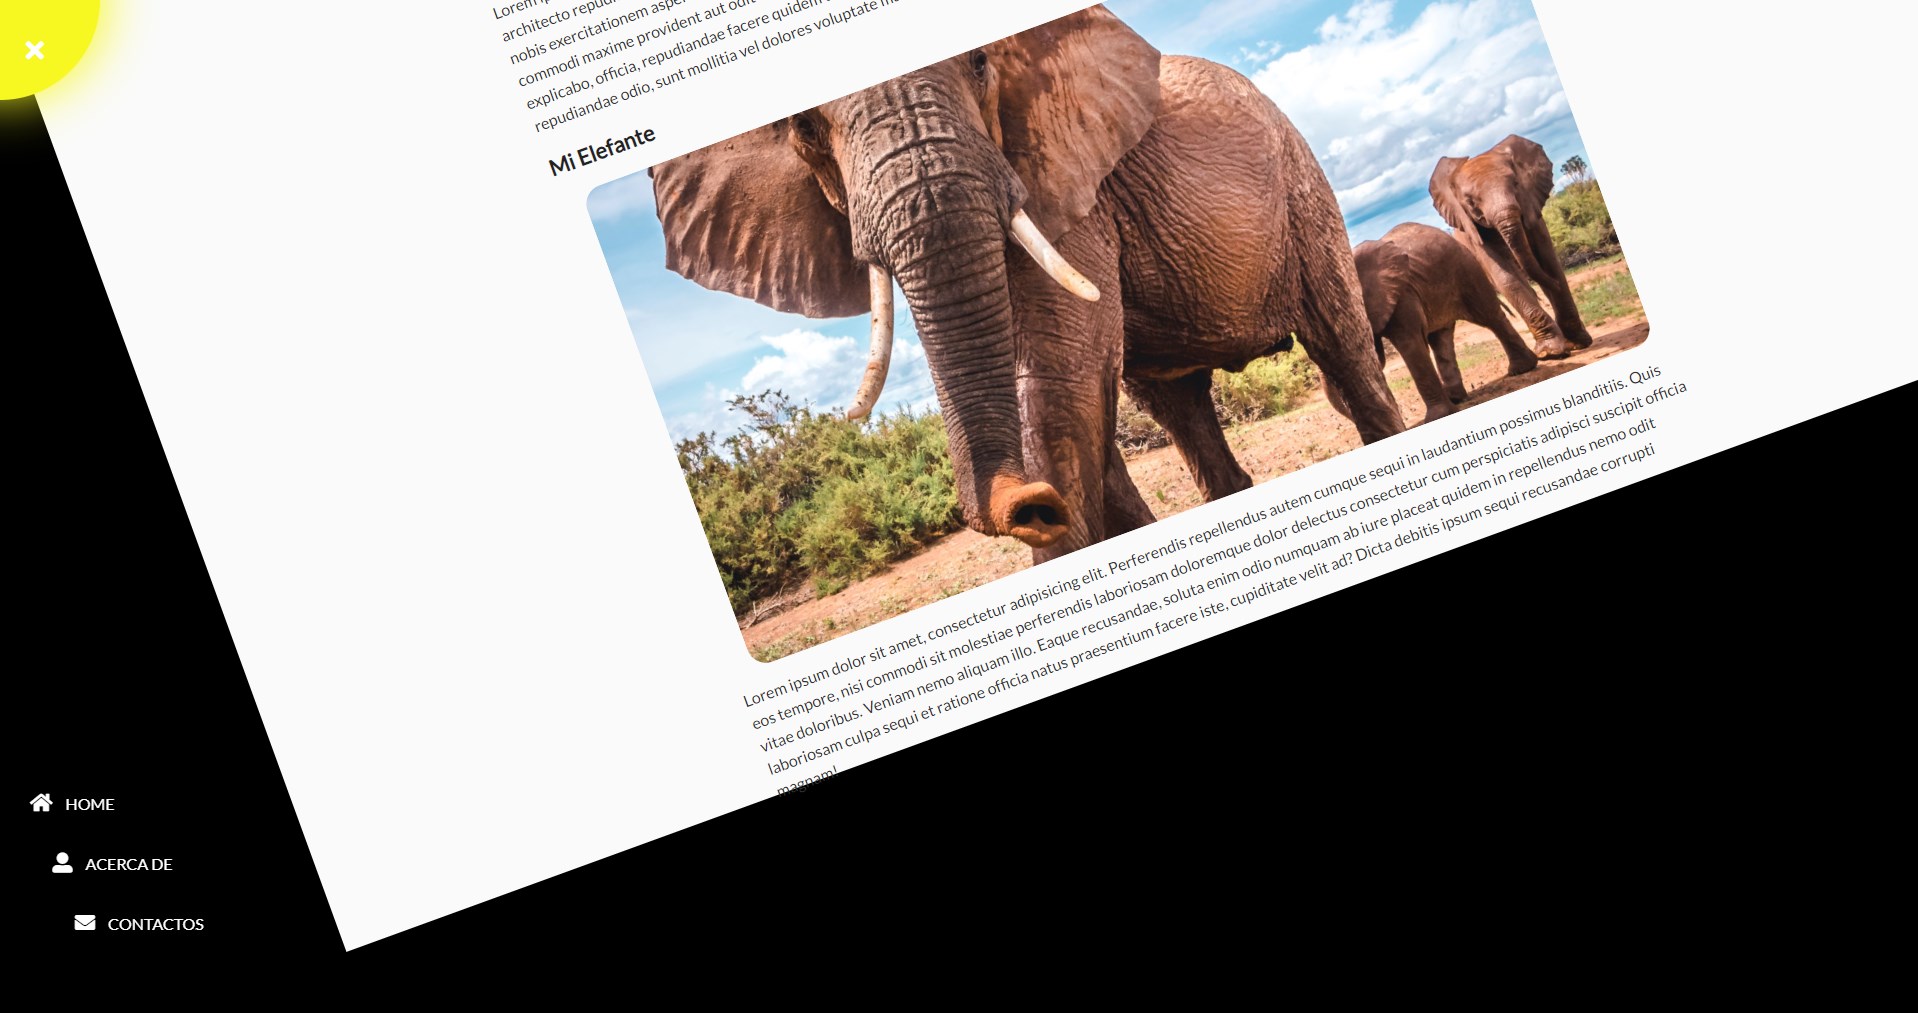 Lorem
architecto
nobis exercitationem
commodi maxime provident aut odit
explicabo, officia, repudiandae facere quidem
repudiandae odio, sunt mollitia vel dolores voluptate
Mi Elefante
Lorem ipsum dolor sit amet, consectetur adipisicing elit. Perferendis repellendus autem cumque sequi in laudantium possimus blanditiis. Quis
eos tempore, nisi commodi sit molestiae perferendis laboriosam doloremque dolor delectus consectetur cum perspiciatis adipisci suscipit officia
vitae doloribus. Veniam nemo aliquam illo. Eaque recusandae, soluta enim odio numquam ab iure placeat quidem in repellendus nemo odit
laboriosam culpa sequi et ratione officia natus praesentium facere iste, cupiditate velit ad? Dicta debitis ipsum sequi recusandae corrupti
magnam!
HOME
ACERCA DE
CONTACTOS